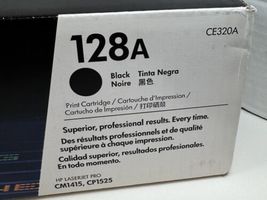 CE320A
128A
Black Tinta Negra
Noire 黑色
Print Cartridge / Cartouche d'Impression /
Cartucho de Impresión / 打印硒鼓
Superior, professional results. Every time.
Des résultats professionnels et de qualité
supérieure à chaque impression.
Calidad superior, resultados profesionales.
En todo momento.
HP LASERJET PRO
CM1415, CP1525